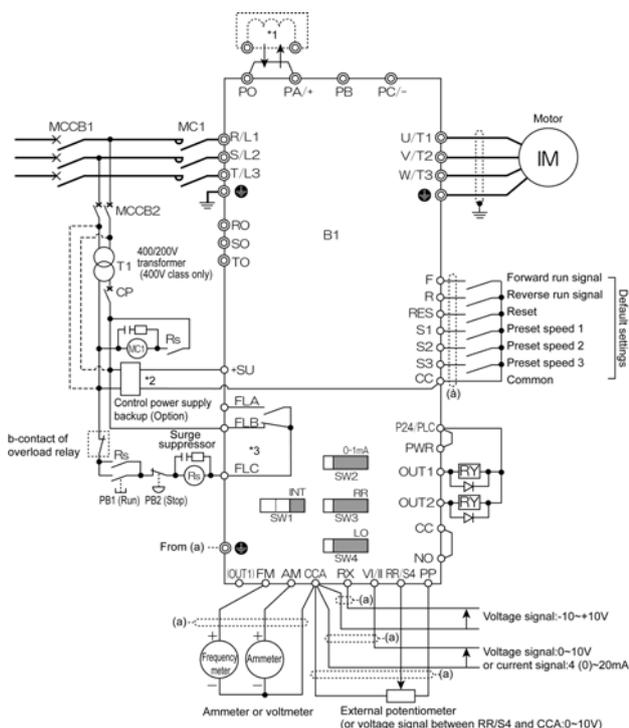 *1
PO PA/+ PB PC/-
MCCB1 MC1
R/L1
S/L2
T/L3
U/T1
V/T2
W/T3
Motor
IM
MCCB2
RO
SO
TO
B1
400/200V
transformer
(400V class only)
T1
CP
MC1
Rs
+SU
*2
Control power supply
backup (Option)
F
R
RES
S1
S2
S3
CC
Forward run signal
Reverse run signal
Reset
Preset speed 1
Preset speed 2
Preset speed 3
Common
Default settings
(a)
FLA
FLB
*3
FLC
b-contact of
overload relay
Surge
suppressor
Rs
Rs
PB1 (Run) PB2 (Stop)
0-1mA
SW2
INT
SW1
RR
SW3
LO
SW4
P24/PLC
PWR
OUT1
RY
OUT2
RY
CC
NO
From (a)
(OUT1) FM AM CCA RX VI/II RR/S4 PP
(a)
(a)
(a)
(a)
+
Frequency
meter
−
+
Ammeter
−
Voltage signal:-10~+10V
Voltage signal:0~10V
or current signal:4 (0)~20mA
Ammeter or voltmeter
External potentiometer
(or voltage signal between RR/S4 and CCA:0~10V)